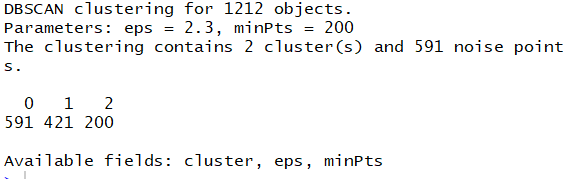 DBSCAN clustering for 1212 objects.
Parameters: eps = 2.3, minPts = 200
The clustering contains 2 cluster(s) and 591 noise point
s.
0 1 2
591 421 200
Available fields: cluster, eps, minPts